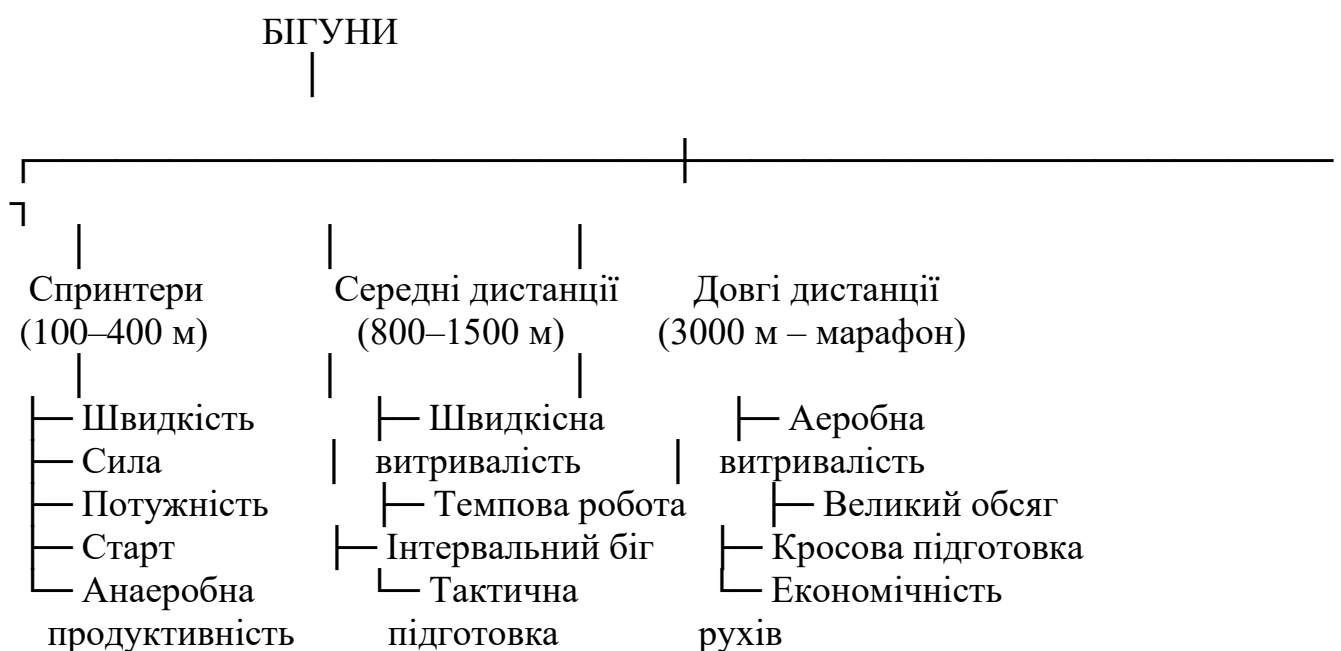 БІГУНИ
Спринтери Середні дистанції Довгі дистанції
(100–400 м) (800–1500 м) (3000 м – марафон)
Швидкість Швидкісна Аеробна
Сила витривалість витривалість
Потужність Темпова робота Великий обсяг
Старт Інтервальний біг Кросова підготовка
Анаеробна Тактична Економічність
продуктивність підготовка рухів